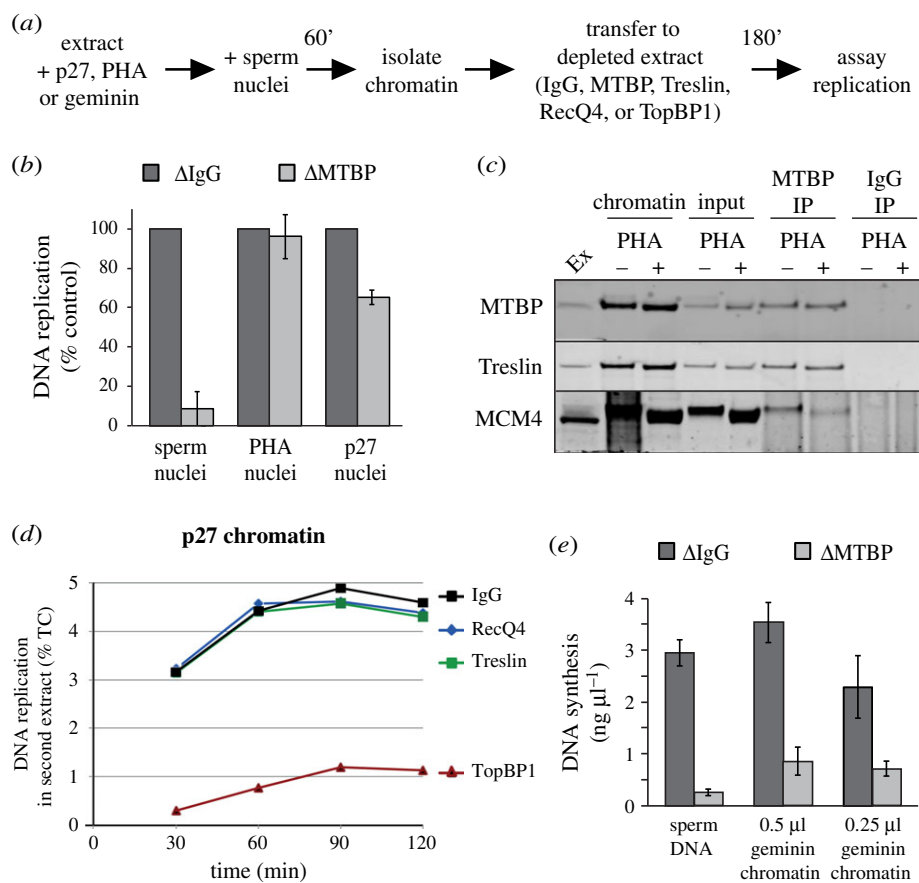 (a)
extract
+ p27, PHA
or geminin
+ sperm
nuclei
60’
isolate
chromatin
transfer to
depleted extract
(IgG, MTBP, Treslin,
RecQ4, or TopBP1)
180’
assay
replication
(b)
ΔIgG
ΔMTBP
DNA replication
(% control)
100
80
60
40
20
0
sperm
nuclei
PHA
nuclei
p27
nuclei
(c)
MTBP
IP
IgG
IP
chromatin
input
PHA
PHA
PHA
PHA
Ex
– + – + – + – +
MTBP
Treslin
MCM4
(d)
p27 chromatin
DNA replication
in second extract (% TC)
5
4
3
2
1
0
0 30 60 90 120
time (min)
IgG
RecQ4
Treslin
TopBP1
(e)
ΔIgG
ΔMTBP
DNA synthesis
(ng µl–1)
4
3
2
1
0
sperm
DNA
0.5 µl
geminin
chromatin
0.25 µl
geminin
chromatin